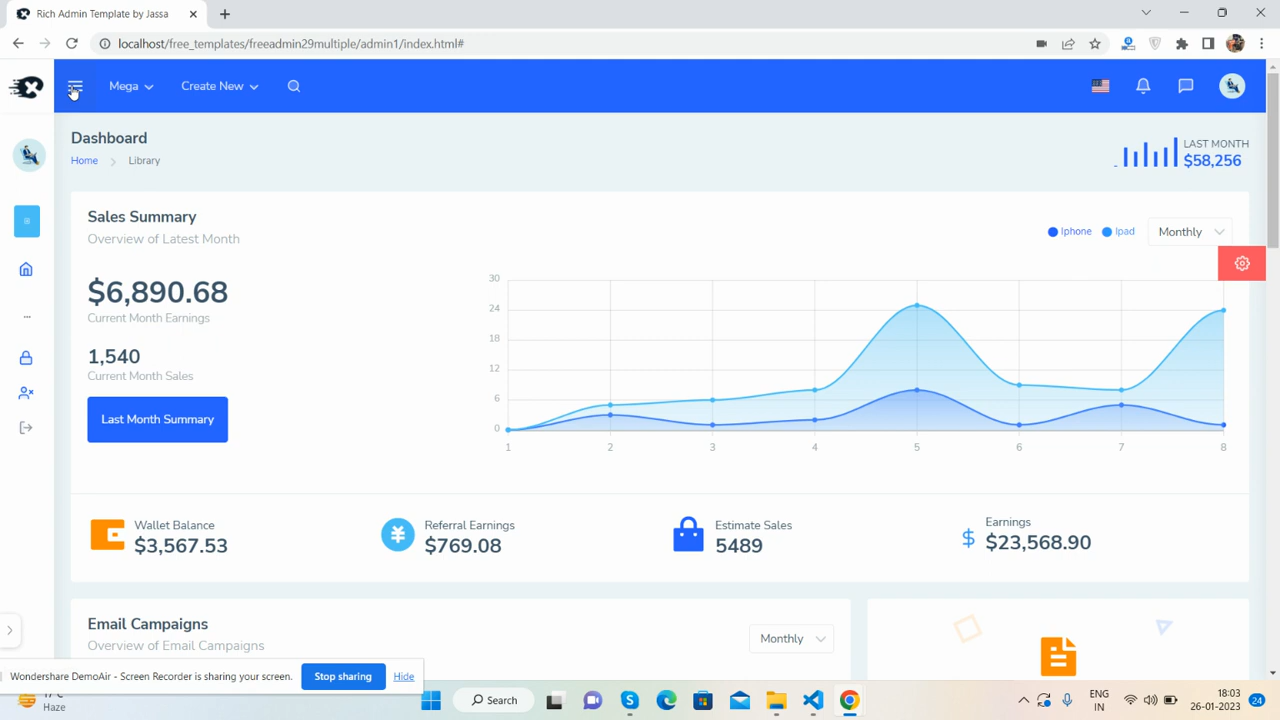 Rich Admin Template by Jassa
localhost/free_templates/freeadmin29multiple/admin1/index.html#
Mega
Create New
Dashboard
Home
Library
LAST MONTH
$58,256
Sales Summary
Overview of Latest Month
Iphone
Ipad
Monthly
$6,890.68
Current Month Earnings
1,540
Current Month Sales
Last Month Summary
30
24
18
12
6
0
1 2 3 4 5 6 7 8
Wallet Balance
$3,567.53
Referral Earnings
$769.08
Estimate Sales
5489
Earnings
$23,568.90
Email Campaigns
Overview of Email Campaigns
Monthly
Wondershare DemoAir - Screen Recorder is sharing your screen.
Stop sharing
Hide
Haze
Search
ENG
IN
18:03
26-01-2023
24